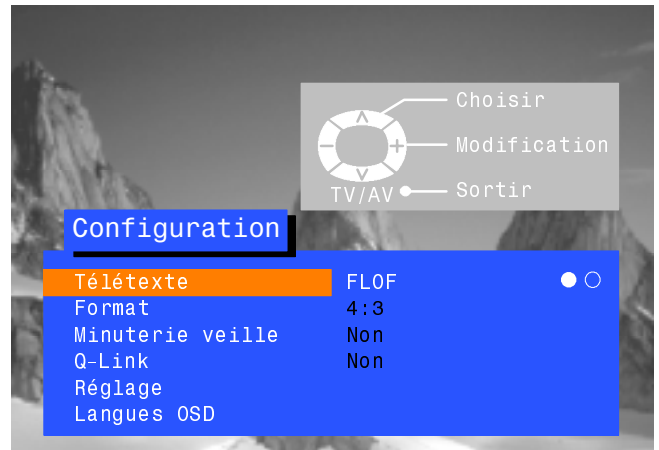 Choisir
Modification
TV/AV Sortir
Configuration
Télétexte FLOF
Format 4:3
Minuterie veille Non
Q-Link Non
Réglage
Langues OSD